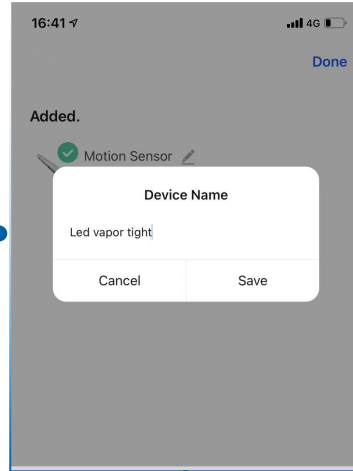 16:41 4G
Done
Added.
Motion Sensor
Device Name
Led vapor tight
Cancel Save